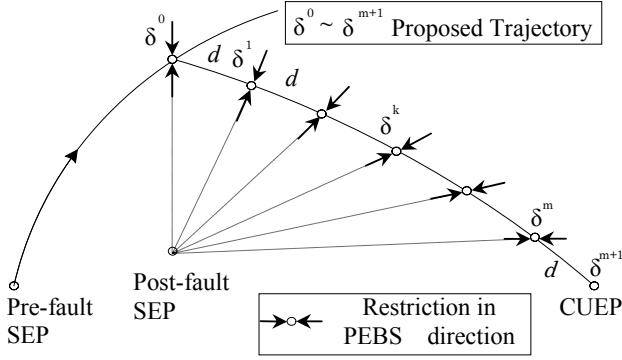 δ⁰ ~ δᵐ⁺¹ Proposed Trajectory
δ⁰
d
δ¹
d
δᵏ
δᵐ
d
δᵐ⁺¹
Pre-fault
SEP
Post-fault
SEP
CUEP
Restriction in
PEBS direction